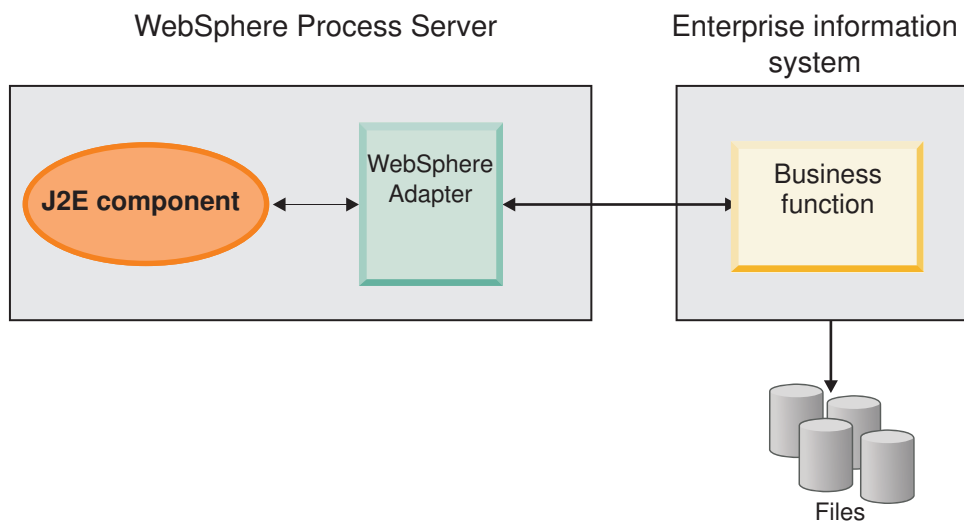 WebSphere Process Server
Enterprise information
system
J2E component
WebSphere
Adapter
Business
function
Files